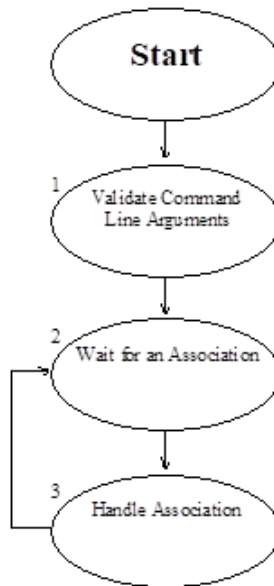 Start
1
Validate Command
Line Arguments
2
Wait for an Association
3
Handle Association